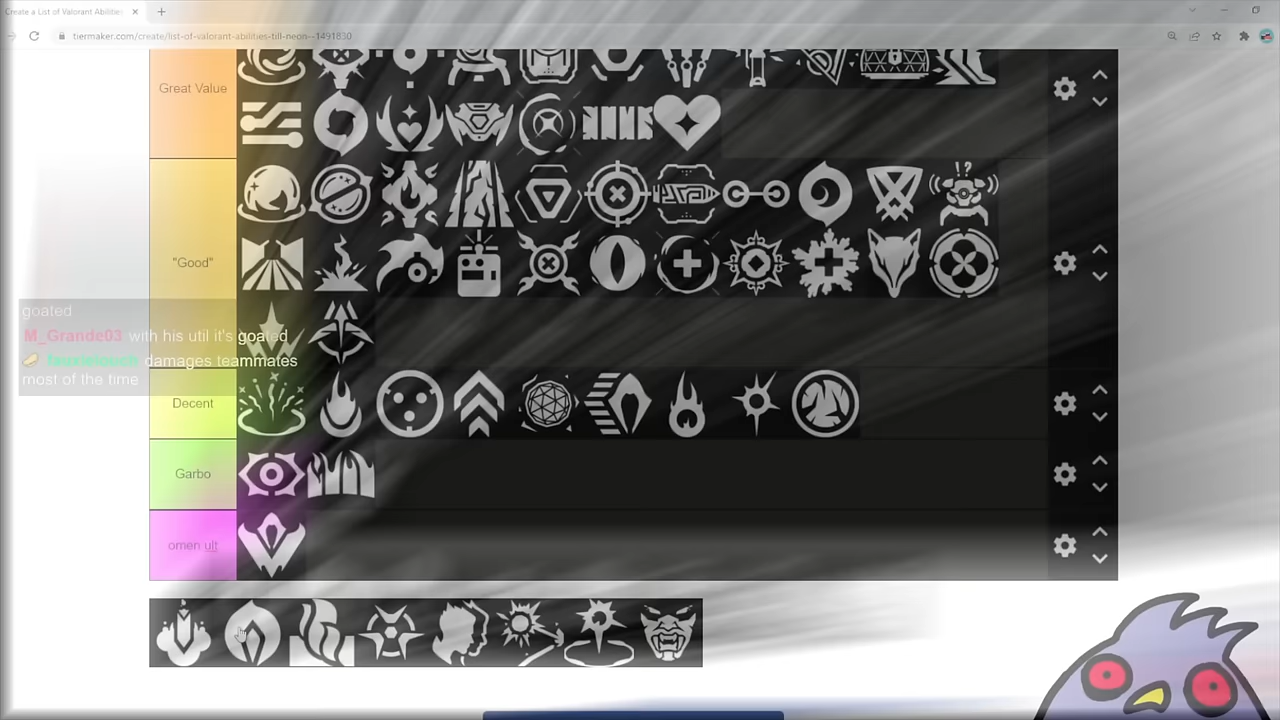 Create a List of Valorant Abilities
tiermaker.com/create/list-of-valorant-abilities-till-neon--1491830
Great Value
"Good"
!?
goated
M_Grande03 with his util it's goated
damages teammates
most of the time
Decent
Garbo
omen ult